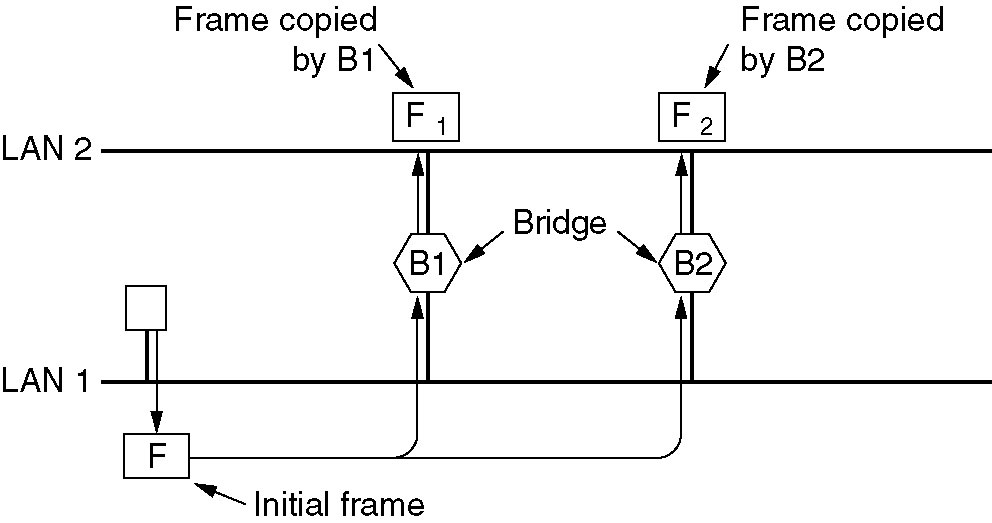 Frame copied
by B1
Frame copied
by B2
F 1
F 2
LAN 2
Bridge
B1
B2
LAN 1
F
Initial frame